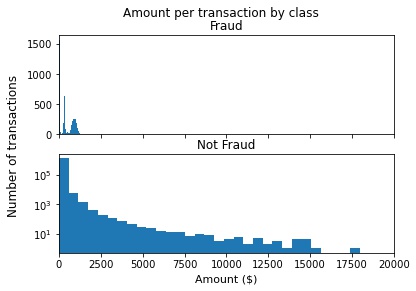 Amount per transaction by class
Fraud
1500
1000
500
0
Number of transactions
Not Fraud
10⁵
10³
10¹
0 2500 5000 7500 10000 12500 15000 17500 20000
Amount ($)